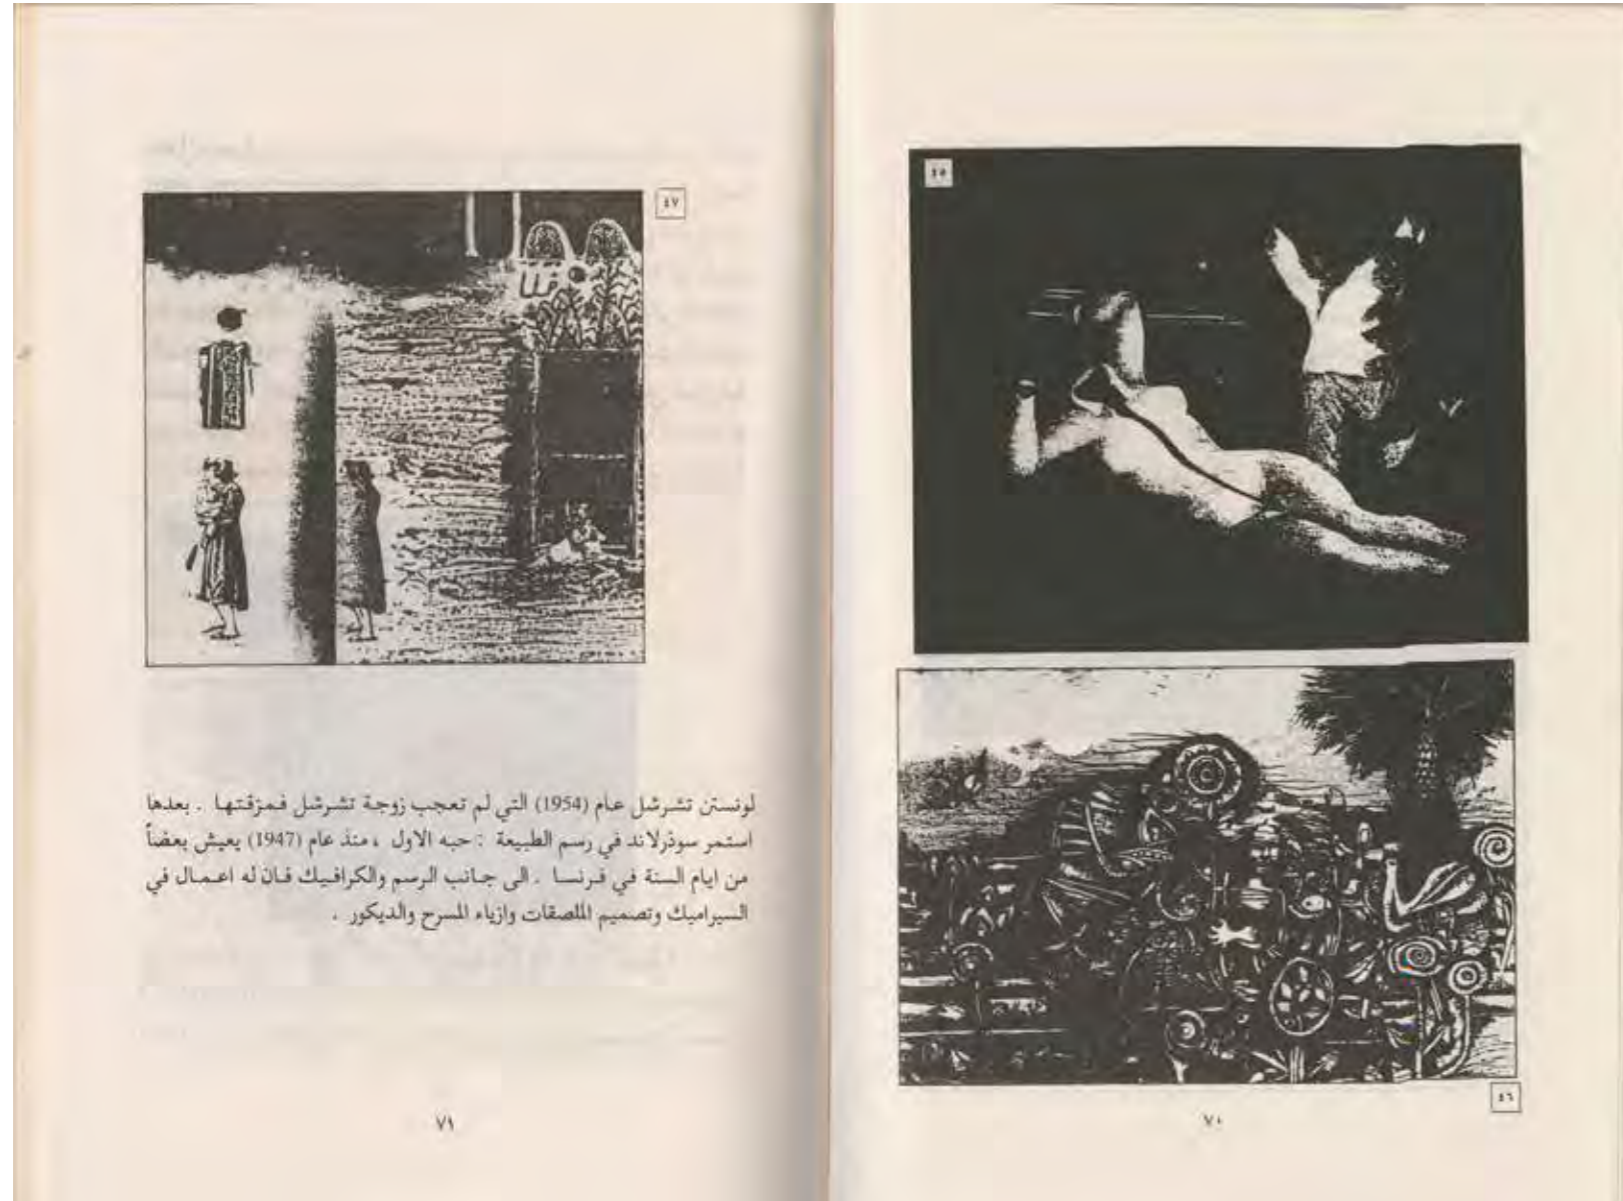 ٤٥
٤٦
٧٠
٤٧
لونستن تشرشل عام (1954) التي لم تعجب زوجة تشرشل فمزقتها . بعدها
استمر سوذرلاند في رسم الطبيعة : حبه الاول ، منذ عام (1947) يعيش بعضاً
من ايام السنة في فرنسا . الى جانب الرسم والكرافيك فان له اعمال في
السيراميك وتصميم الملصقات وازياء المسرح والديكور .
٧١